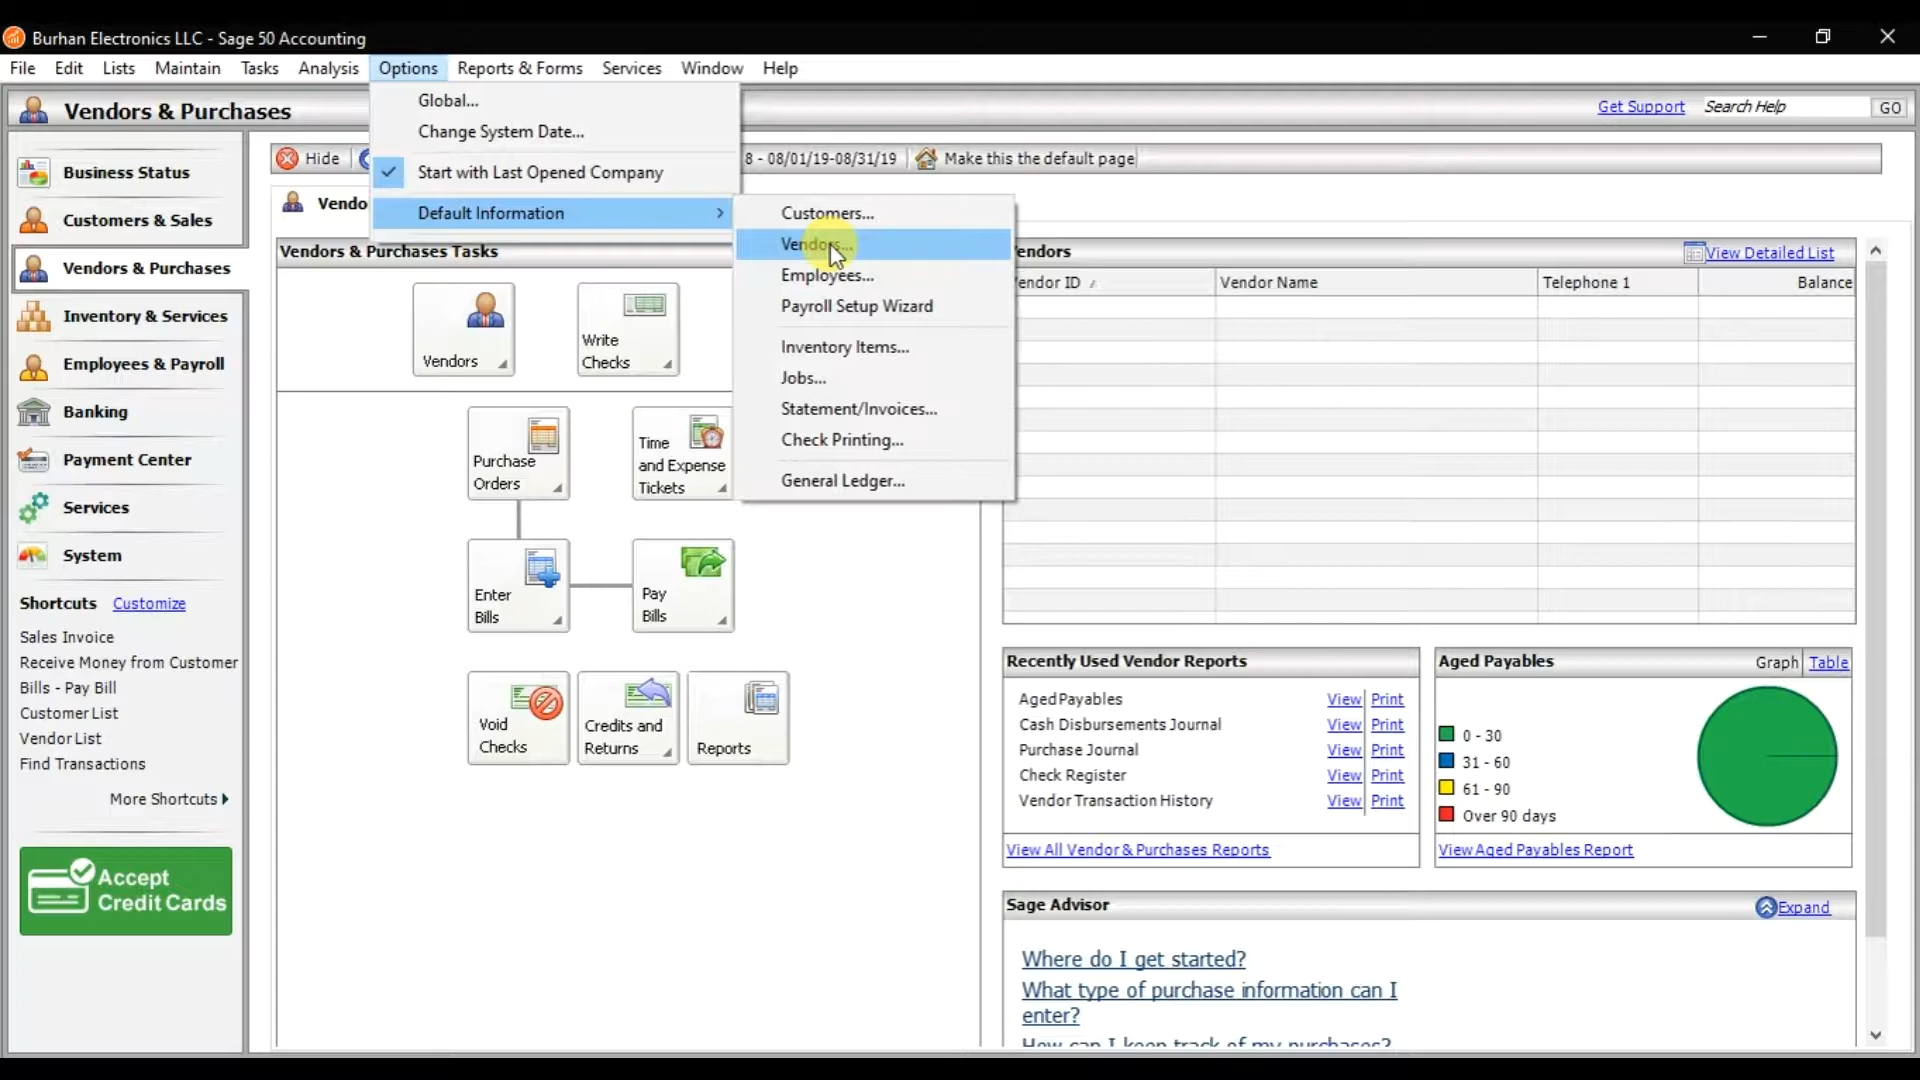 Burhan Electronics LLC - Sage 50 Accounting
File Edit Lists Maintain Tasks Analysis Options Reports & Forms Services Window Help
Vendors & Purchases
Get Support Search Help GO
Global...
Change System Date...
Start with Last Opened Company
Default Information
Customers...
Vendors...
Employees...
Payroll Setup Wizard
Inventory Items...
Jobs...
Statement/Invoices...
Check Printing...
General Ledger...
Business Status
Customers & Sales
Vendors & Purchases
Inventory & Services
Employees & Payroll
Banking
Payment Center
Services
System
Shortcuts Customize
Sales Invoice
Receive Money from Customer
Bills - Pay Bill
Customer List
Vendor List
Find Transactions
More Shortcuts
Accept
Credit Cards
Hide 8 - 08/01/19-08/31/19 Make this the default page
Vendo
Vendors & Purchases Tasks
Vendors
Write
Checks
Purchase
Orders
Time
and Expense
Tickets
Enter
Bills
Pay
Bills
Void
Checks
Credits and
Returns
Reports
endors View Detailed List
endor ID Vendor Name Telephone 1 Balance
Recently Used Vendor Reports
Aged Payables View Print
Cash Disbursements Journal View Print
Purchase Journal View Print
Check Register View Print
Vendor Transaction History View Print
View All Vendor & Purchases Reports
Aged Payables Graph Table
0 - 30
31 - 60
61 - 90
Over 90 days
View Aged Payables Report
Sage Advisor Expand
Where do I get started?
What type of purchase information can I
enter?
How can I keep track of my purchases?